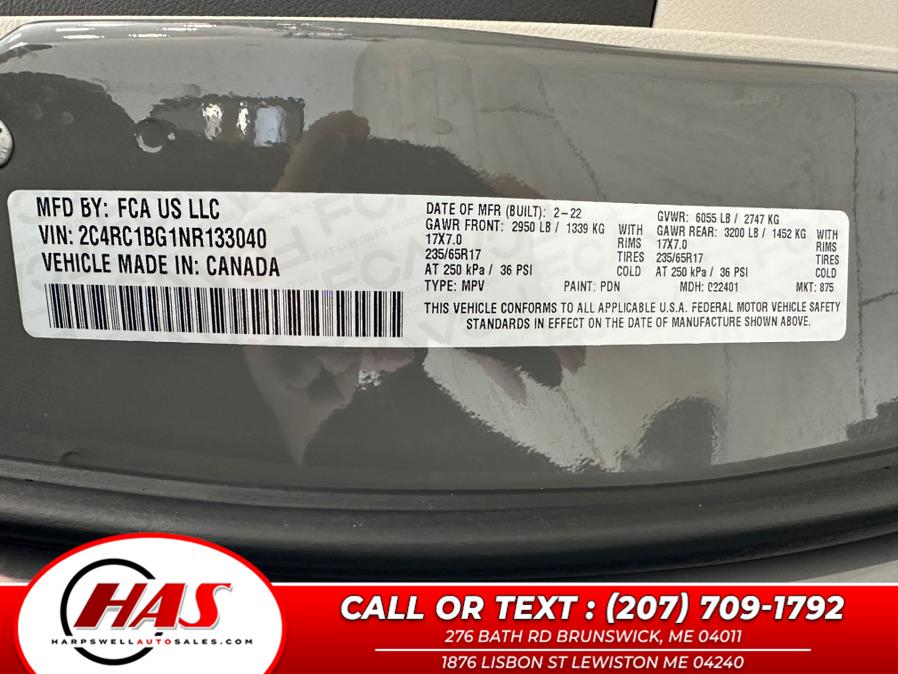 MFD BY: FCA US LLC
VIN: 2C4RC1BG1NR133040
VEHICLE MADE IN: CANADA
DATE OF MFR (BUILT): 2-22
GAWR FRONT: 2950 LB / 1339 KG WITH
17X7.0 RIMS
235/65R17 TIRES
AT 250 kPa / 36 PSI COLD
TYPE: MPV PAINT: PDN
GVWR: 6055 LB / 2747 KG
GAWR REAR: 3200 LB / 1452 KG WITH
17X7.0 RIMS
235/65R17 TIRES
AT 250 kPa / 36 PSI COLD
MDH: 022401 MKT: 875
THIS VEHICLE CONFORMS TO ALL APPLICABLE U.S.A. FEDERAL MOTOR VEHICLE SAFETY
STANDARDS IN EFFECT ON THE DATE OF MANUFACTURE SHOWN ABOVE.
HAS
HARPSWELLAUTOSALES.COM
CALL OR TEXT : (207) 709-1792
276 BATH RD BRUNSWICK, ME 04011
1876 LISBON ST LEWISTON ME 04240